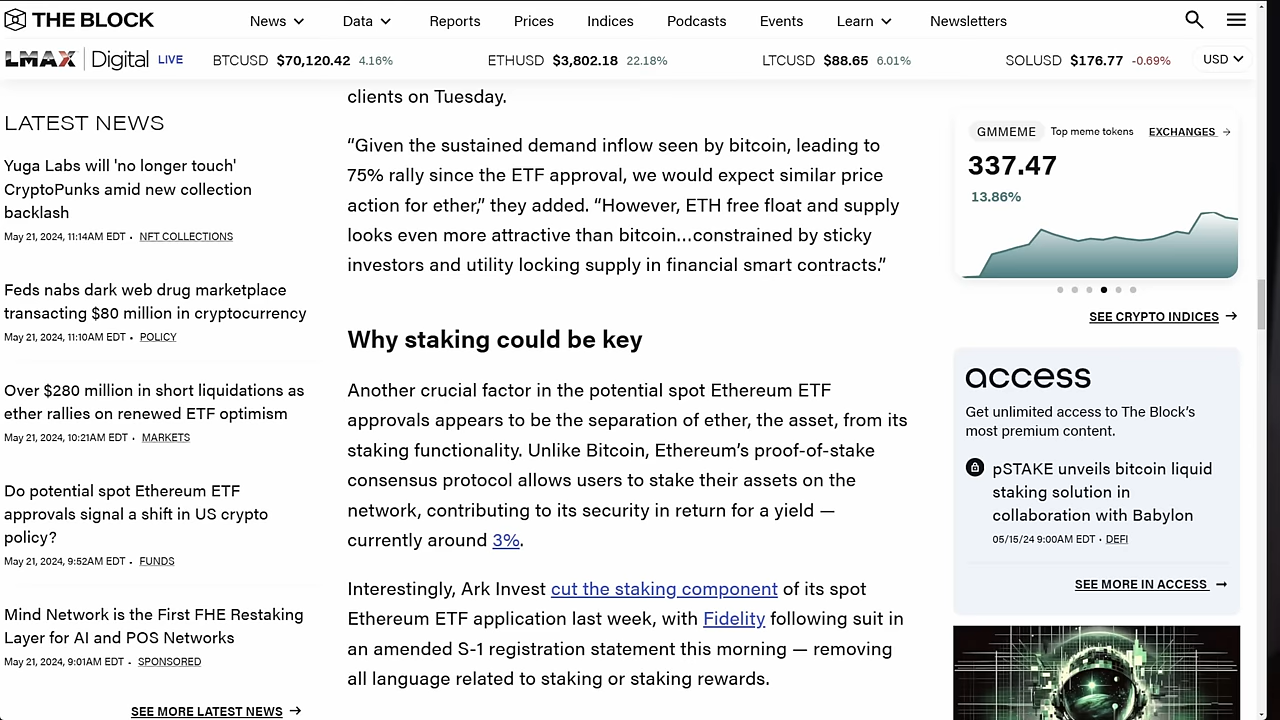 THE BLOCK
News
Data
Reports
Prices
Indices
Podcasts
Events
Learn
Newsletters
LMAX Digital LIVE
BTCUSD $70,120.42 4.16%
ETHUSD $3,802.18 22.18%
LTCUSD $88.65 6.01%
SOLUSD $176.77 -0.69%
USD
LATEST NEWS
Yuga Labs will 'no longer touch'
CryptoPunks amid new collection
backlash
May 21, 2024, 11:14AM EDT • NFT COLLECTIONS
Feds nabs dark web drug marketplace
transacting $80 million in cryptocurrency
May 21, 2024, 11:10AM EDT • POLICY
Over $280 million in short liquidations as
ether rallies on renewed ETF optimism
May 21, 2024, 10:21AM EDT • MARKETS
Do potential spot Ethereum ETF
approvals signal a shift in US crypto
policy?
May 21, 2024, 9:52AM EDT • FUNDS
Mind Network is the First FHE Restaking
Layer for AI and POS Networks
May 21, 2024, 9:01AM EDT • SPONSORED
SEE MORE LATEST NEWS →
clients on Tuesday.
“Given the sustained demand inflow seen by bitcoin, leading to
75% rally since the ETF approval, we would expect similar price
action for ether,” they added. “However, ETH free float and supply
looks even more attractive than bitcoin…constrained by sticky
investors and utility locking supply in financial smart contracts.”
Why staking could be key
Another crucial factor in the potential spot Ethereum ETF
approvals appears to be the separation of ether, the asset, from its
staking functionality. Unlike Bitcoin, Ethereum’s proof-of-stake
consensus protocol allows users to stake their assets on the
network, contributing to its security in return for a yield —
currently around 3%.
Interestingly, Ark Invest cut the staking component of its spot
Ethereum ETF application last week, with Fidelity following suit in
an amended S-1 registration statement this morning — removing
all language related to staking or staking rewards.
GMMEME Top meme tokens EXCHANGES →
337.47
13.86%
SEE CRYPTO INDICES →
access
Get unlimited access to The Block’s
most premium content.
pSTAKE unveils bitcoin liquid
staking solution in
collaboration with Babylon
05/15/24 9:00AM EDT • DEFI
SEE MORE IN ACCESS →